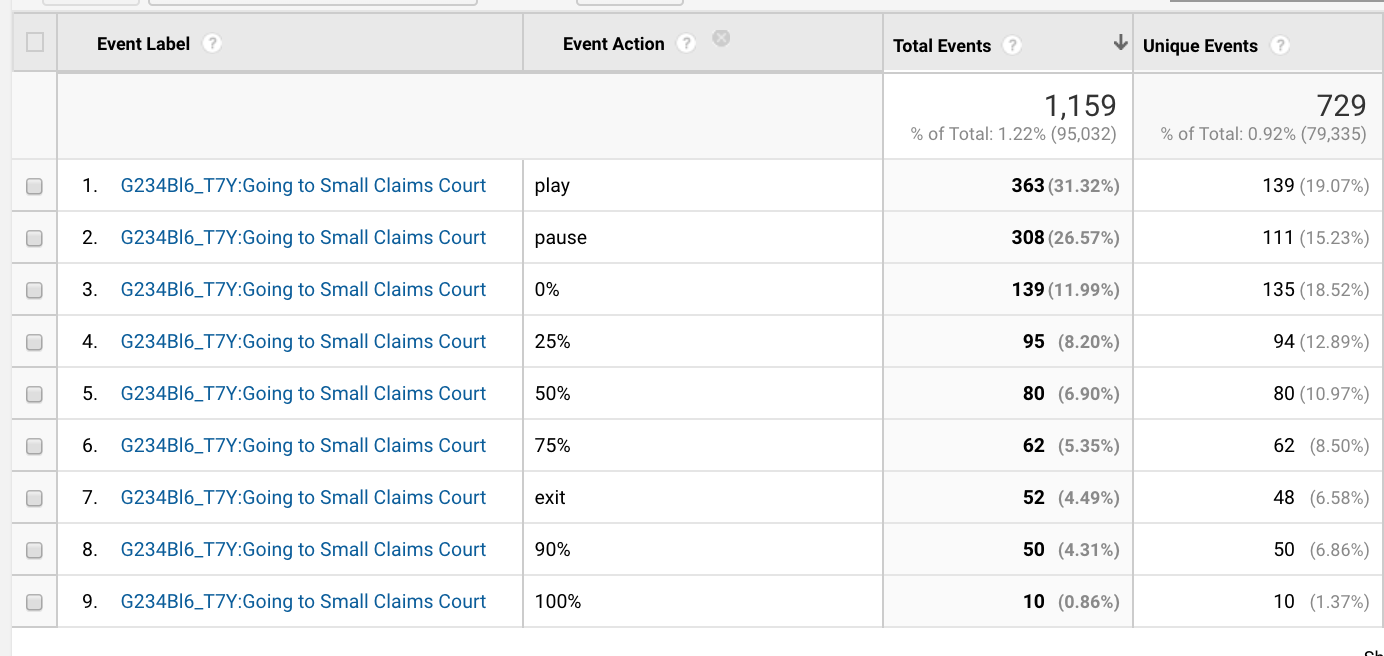 Event Label ? Event Action ? Total Events ? Unique Events ?
1,159 729
% of Total: 1.22% (95,032) % of Total: 0.92% (79,335)
1. G234Bl6_T7Y:Going to Small Claims Court play 363 (31.32%) 139 (19.07%)
2. G234Bl6_T7Y:Going to Small Claims Court pause 308 (26.57%) 111 (15.23%)
3. G234Bl6_T7Y:Going to Small Claims Court 0% 139 (11.99%) 135 (18.52%)
4. G234Bl6_T7Y:Going to Small Claims Court 25% 95 (8.20%) 94 (12.89%)
5. G234Bl6_T7Y:Going to Small Claims Court 50% 80 (6.90%) 80 (10.97%)
6. G234Bl6_T7Y:Going to Small Claims Court 75% 62 (5.35%) 62 (8.50%)
7. G234Bl6_T7Y:Going to Small Claims Court exit 52 (4.49%) 48 (6.58%)
8. G234Bl6_T7Y:Going to Small Claims Court 90% 50 (4.31%) 50 (6.86%)
9. G234Bl6_T7Y:Going to Small Claims Court 100% 10 (0.86%) 10 (1.37%)